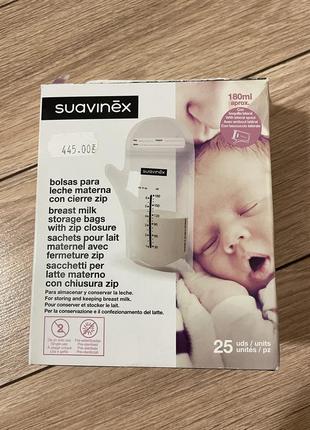 suavinex
180ml
aprox.
445.00₴
suavinex
bolsas para
leche materna
con cierre zip
breast milk
storage bags
with zip closure
sachets pour lait
maternel avec
fermeture zip
sacchetti per
latte materno
con chiusura zip
Para almacenar y conservar la leche.
For storing and keeping breast milk.
Pour conserver et stocker le lait.
Per la conservazione e il confezionamento del latte.
25 uds / units
unités / pz